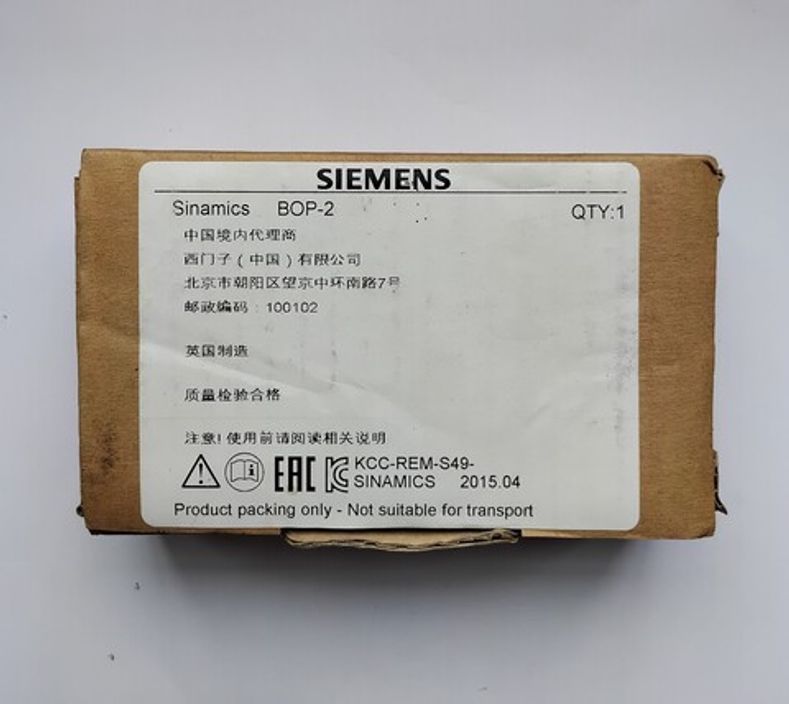 SIEMENS
Sinamics BOP-2 QTY:1
中国境内代理商
西门子（中国）有限公司
北京市朝阳区望京中环南路7号
邮政编码：100102
英国制造
质量检验合格
注意! 使用前请阅读相关说明
EAC KCC-REM-S49-
SINAMICS 2015.04
Product packing only - Not suitable for transport